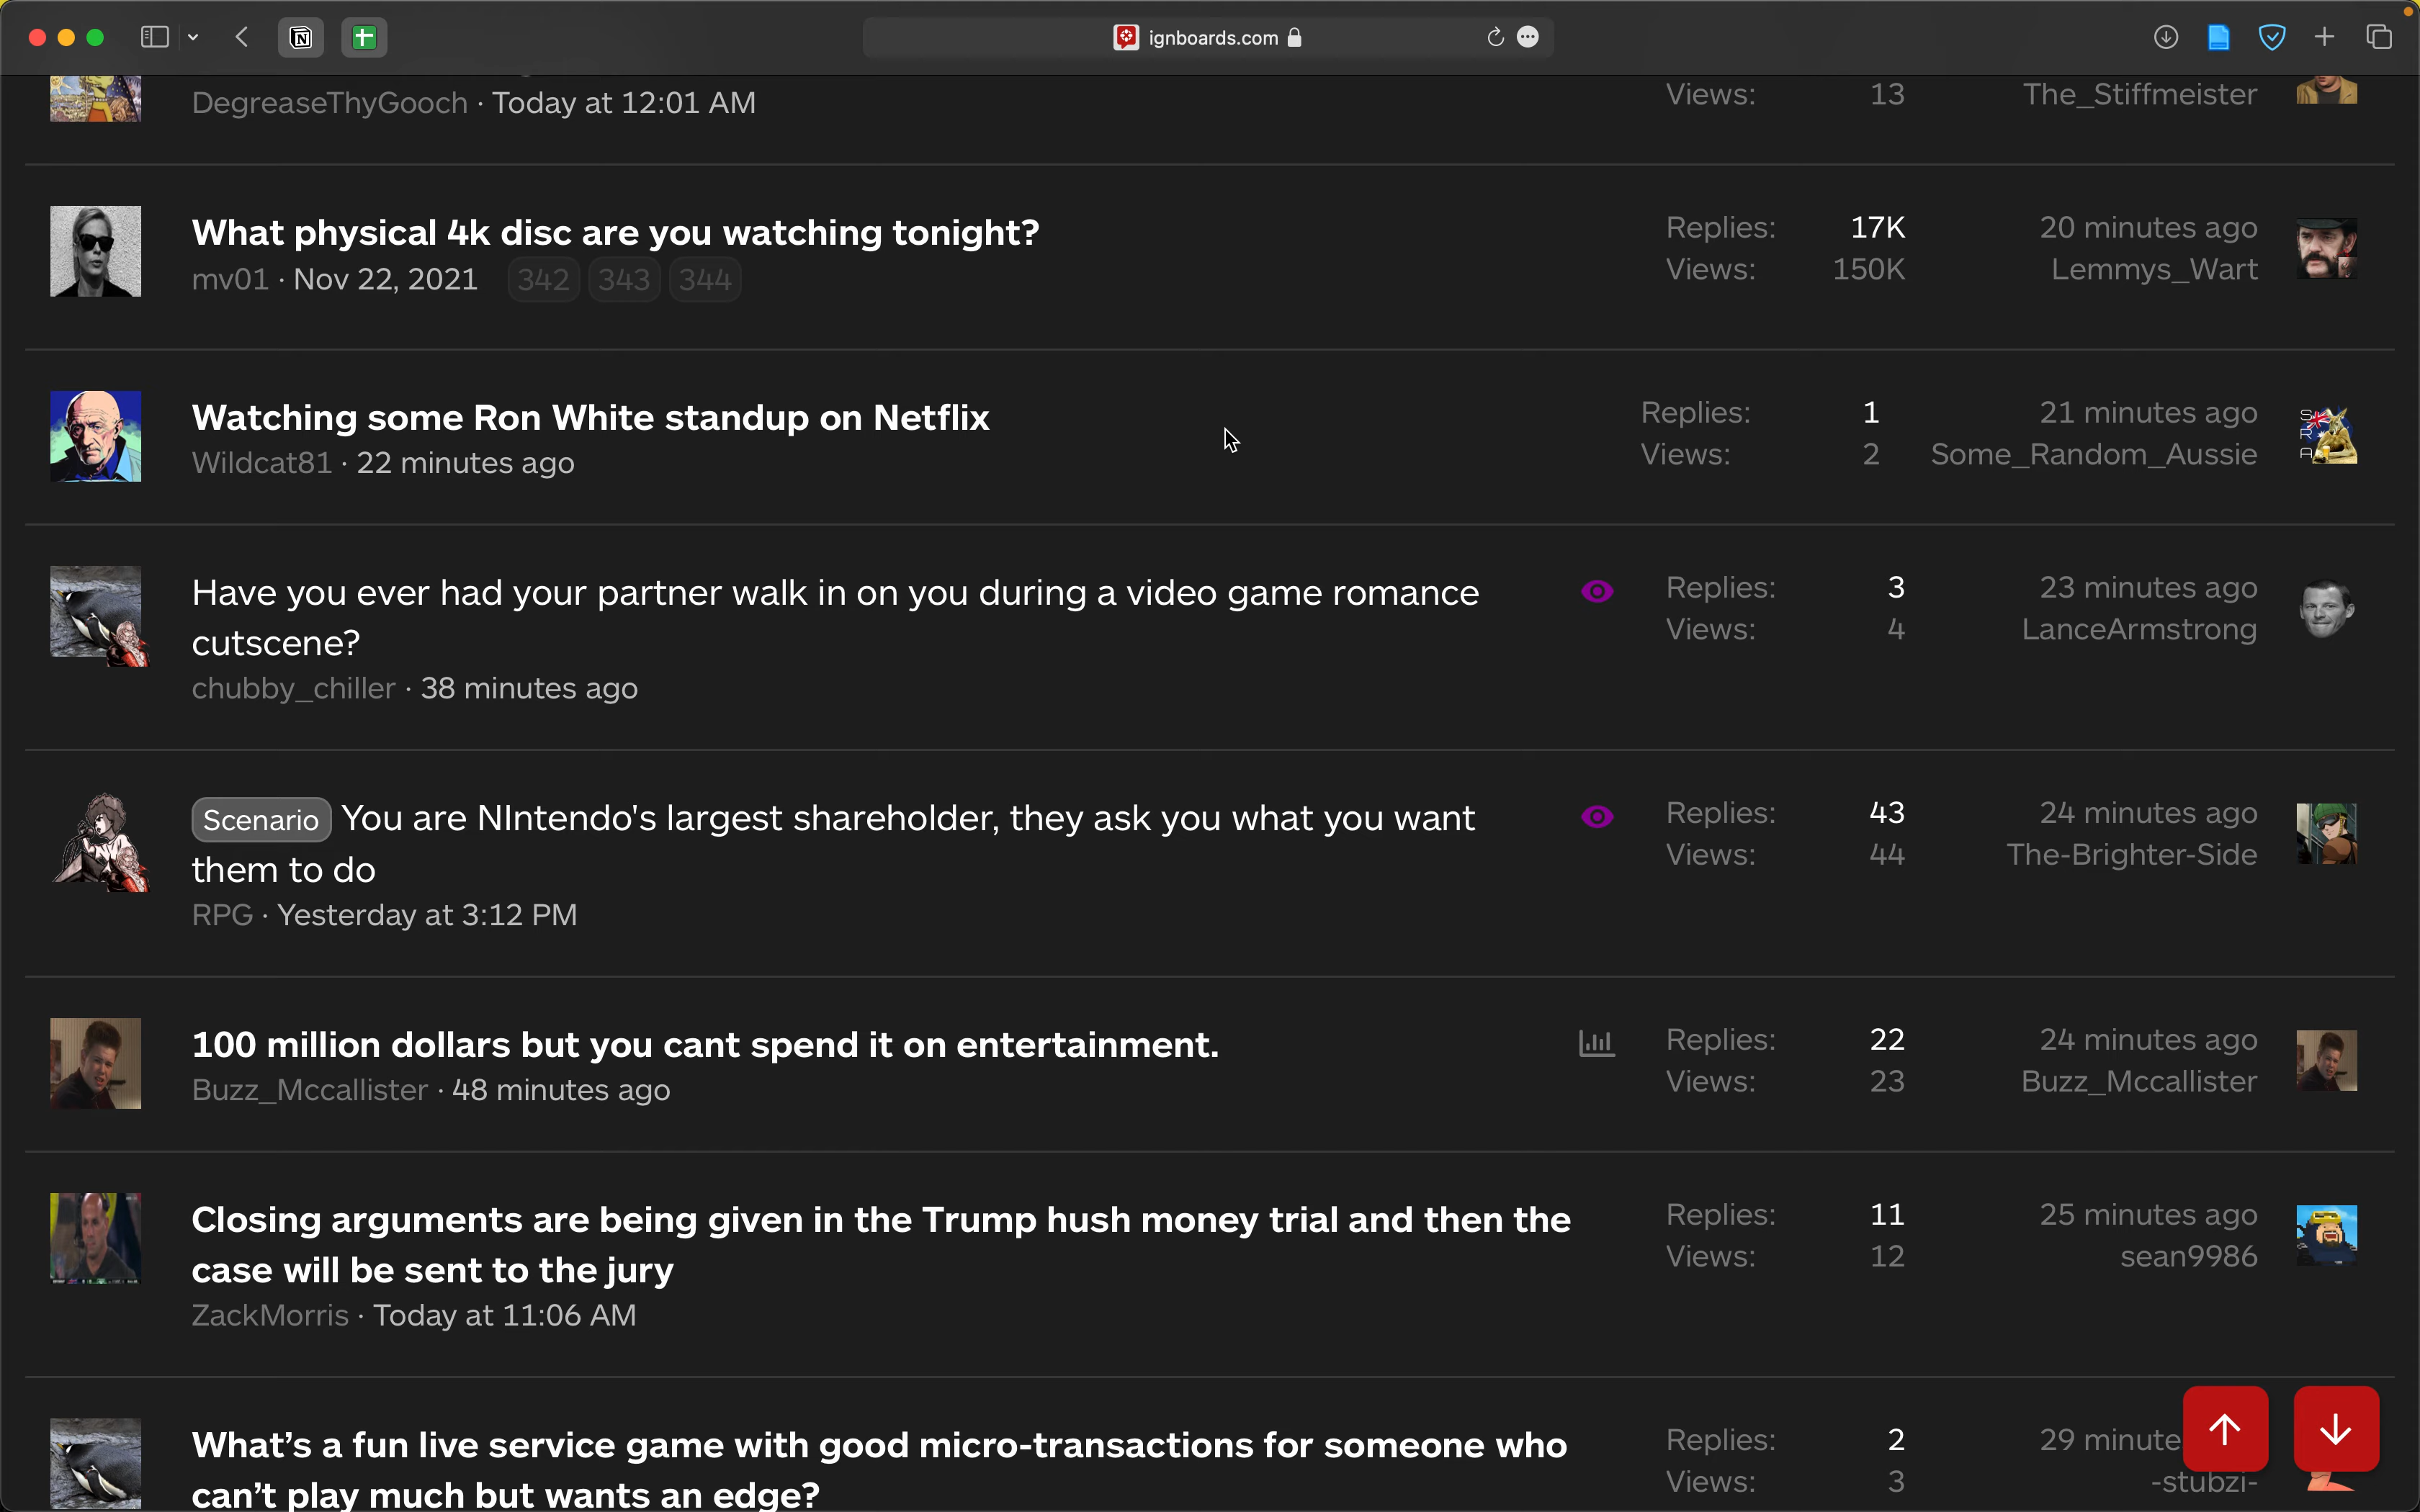 ignboards.com
DegreaseThyGooch · Today at 12:01 AM
Views: 13
The_Stiffmeister
What physical 4k disc are you watching tonight?
mv01 · Nov 22, 2021 342 343 344
Replies: 17K
Views: 150K
20 minutes ago
Lemmys_Wart
Watching some Ron White standup on Netflix
Wildcat81 · 22 minutes ago
Replies: 1
Views: 2
21 minutes ago
Some_Random_Aussie
S
R
A
Have you ever had your partner walk in on you during a video game romance
cutscene?
chubby_chiller · 38 minutes ago
Replies: 3
Views: 4
23 minutes ago
LanceArmstrong
Scenario You are NIntendo's largest shareholder, they ask you what you want
them to do
RPG · Yesterday at 3:12 PM
Replies: 43
Views: 44
24 minutes ago
The-Brighter-Side
100 million dollars but you cant spend it on entertainment.
Buzz_Mccallister · 48 minutes ago
Replies: 22
Views: 23
24 minutes ago
Buzz_Mccallister
Closing arguments are being given in the Trump hush money trial and then the
case will be sent to the jury
ZackMorris · Today at 11:06 AM
Replies: 11
Views: 12
25 minutes ago
sean9986
What’s a fun live service game with good micro-transactions for someone who
can’t play much but wants an edge?
Replies: 2
Views: 3
29 minute
-stubzi-